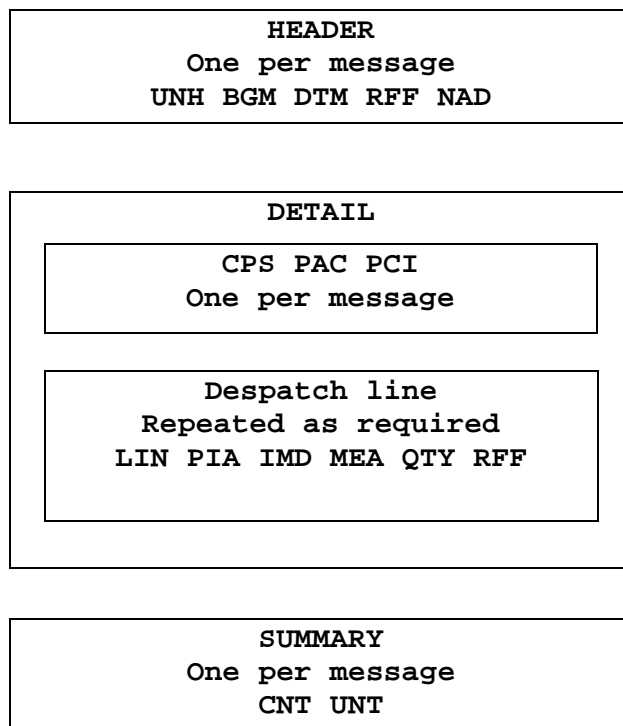 HEADER
One per message
UNH BGM DTM RFF NAD
DETAIL
CPS PAC PCI
One per message
Despatch line
Repeated as required
LIN PIA IMD MEA QTY RFF
SUMMARY
One per message
CNT UNT